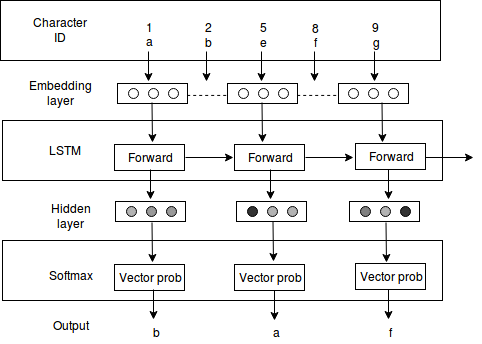 Character ID
1 2 5 8 9
a b e f g
Embedding layer
LSTM
Forward Forward Forward
Hidden layer
Softmax
Vector prob Vector prob Vector prob
Output
b a f